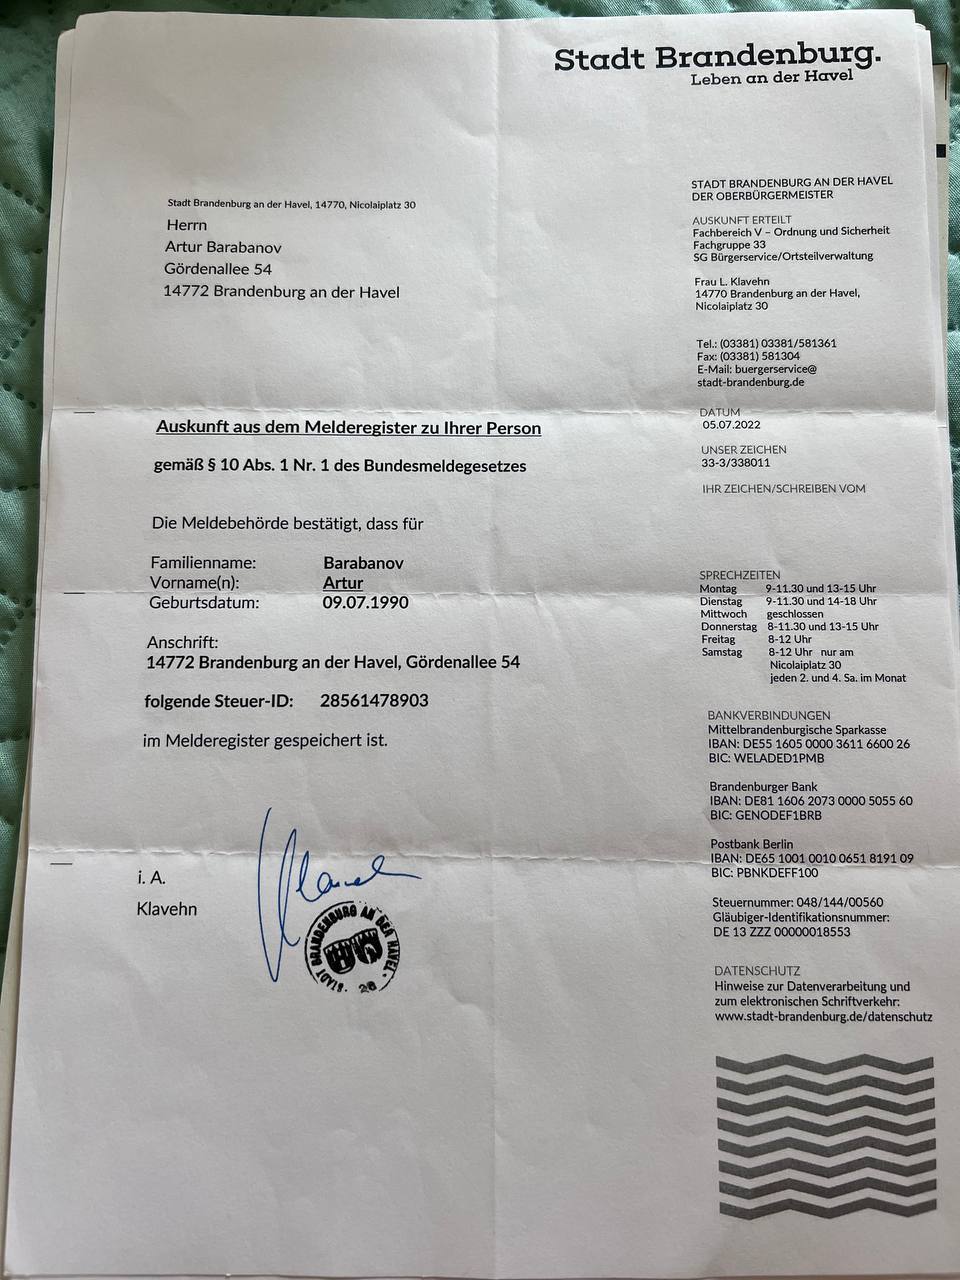 Stadt Brandenburg.
Leben an der Havel
Stadt Brandenburg an der Havel, 14770, Nicolaiplatz 30
Herrn
Artur Barabanov
Gördenallee 54
14772 Brandenburg an der Havel
STADT BRANDENBURG AN DER HAVEL
DER OBERBÜRGERMEISTER
AUSKUNFT ERTEILT
Fachbereich V – Ordnung und Sicherheit
Fachgruppe 33
SG Bürgerservice/Ortsteilverwaltung
Frau L. Klavehn
14770 Brandenburg an der Havel,
Nicolaiplatz 30
Tel.: (03381) 03381/581361
Fax: (03381) 581304
E-Mail: buergerservice@
stadt-brandenburg.de
DATUM
05.07.2022
UNSER ZEICHEN
33-3/338011
IHR ZEICHEN/SCHREIBEN VOM
Auskunft aus dem Melderegister zu Ihrer Person
gemäß § 10 Abs. 1 Nr. 1 des Bundesmeldegesetzes
Die Meldebehörde bestätigt, dass für
Familienname: Barabanov
Vorname(n): Artur
Geburtsdatum: 09.07.1990
Anschrift:
14772 Brandenburg an der Havel, Gördenallee 54
folgende Steuer-ID: 28561478903
im Melderegister gespeichert ist.
i. A.
Klavehn
Klavehn
STADT BRANDENBURG AN DER HAVEL · 26
SPRECHZEITEN
Montag 9-11.30 und 13-15 Uhr
Dienstag 9-11.30 und 14-18 Uhr
Mittwoch geschlossen
Donnerstag 8-11.30 und 13-15 Uhr
Freitag 8-12 Uhr
Samstag 8-12 Uhr nur am
Nicolaiplatz 30
jeden 2. und 4. Sa. im Monat
BANKVERBINDUNGEN
Mittelbrandenburgische Sparkasse
IBAN: DE55 1605 0000 3611 6600 26
BIC: WELADED1PMB
Brandenburger Bank
IBAN: DE81 1606 2073 0000 5055 60
BIC: GENODEF1BRB
Postbank Berlin
IBAN: DE65 1001 0010 0651 8191 09
BIC: PBNKDEFF100
Steuernummer: 048/144/00560
Gläubiger-Identifikationsnummer:
DE 13 ZZZ 00000018553
DATENSCHUTZ
Hinweise zur Datenverarbeitung und
zum elektronischen Schriftverkehr:
www.stadt-brandenburg.de/datenschutz